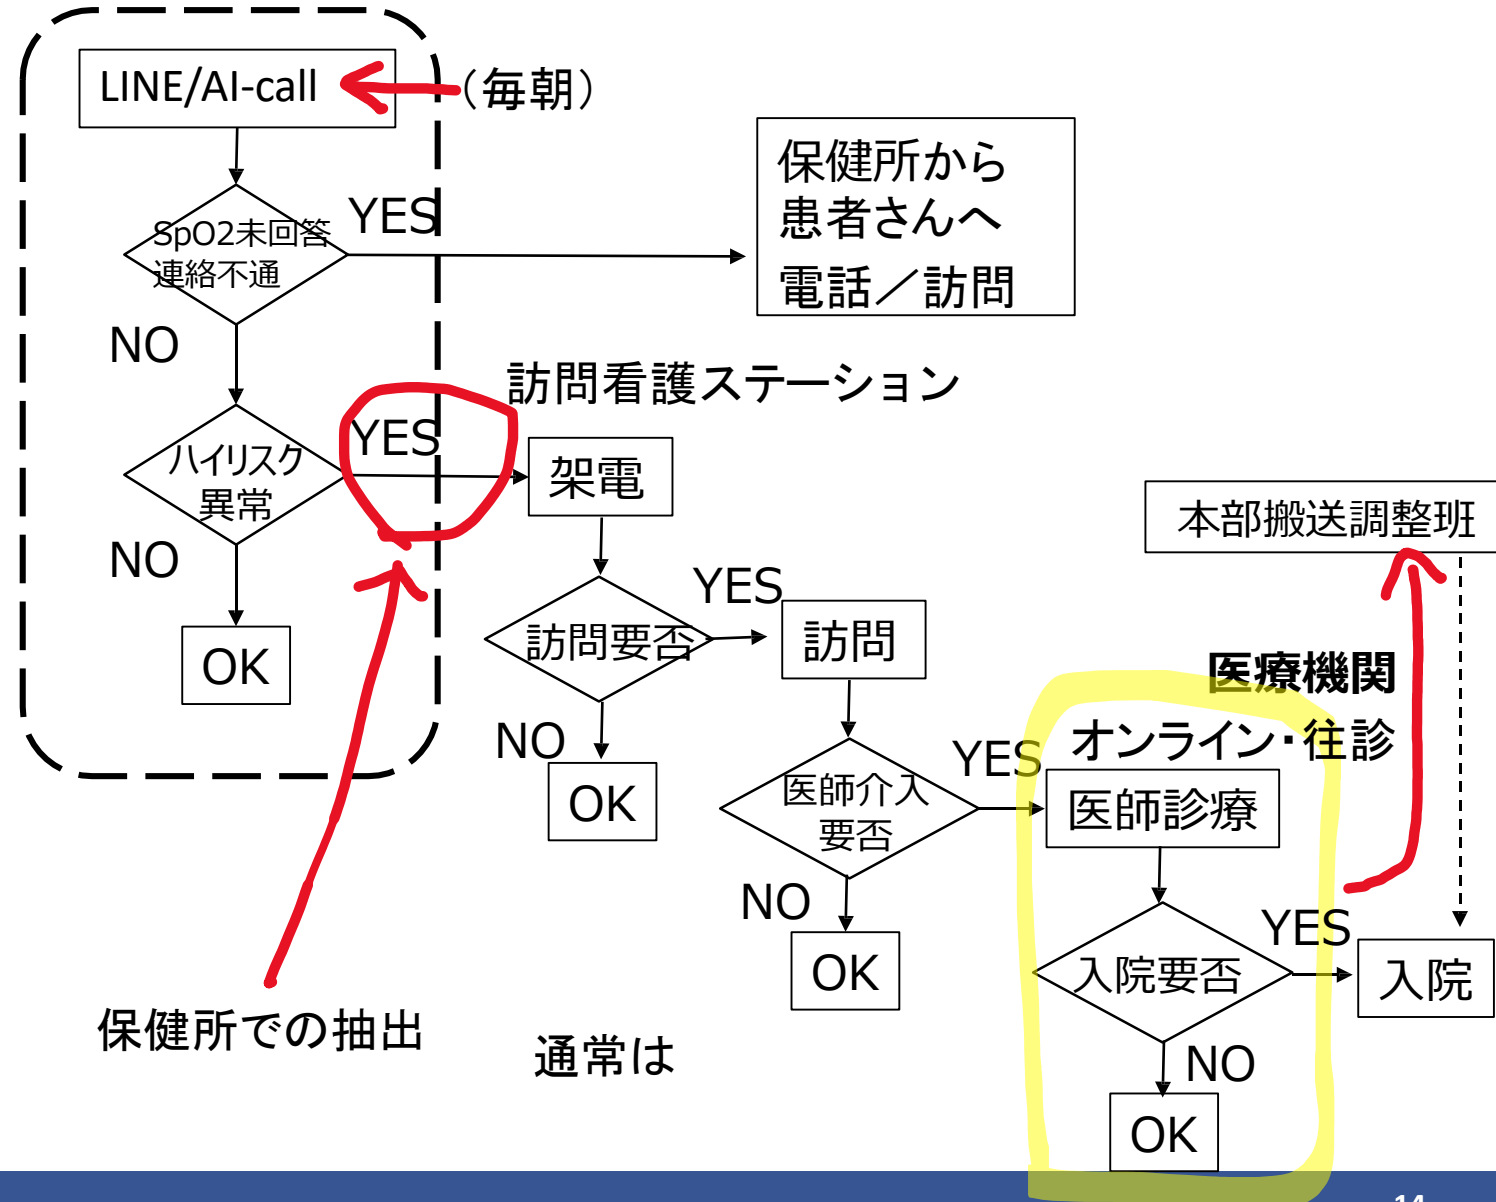 LINE/AI-call
（毎朝）
SpO2未回答
連絡不通
YES
保健所から
患者さんへ
電話／訪問
NO
ハイリスク
異常
YES
訪問看護ステーション
架電
NO
OK
訪問要否
YES
訪問
NO
OK
医師介入
要否
YES
NO
OK
本部搬送調整班
医療機関
オンライン・往診
医師診療
入院要否
YES
入院
NO
OK
保健所での抽出
通常は
14